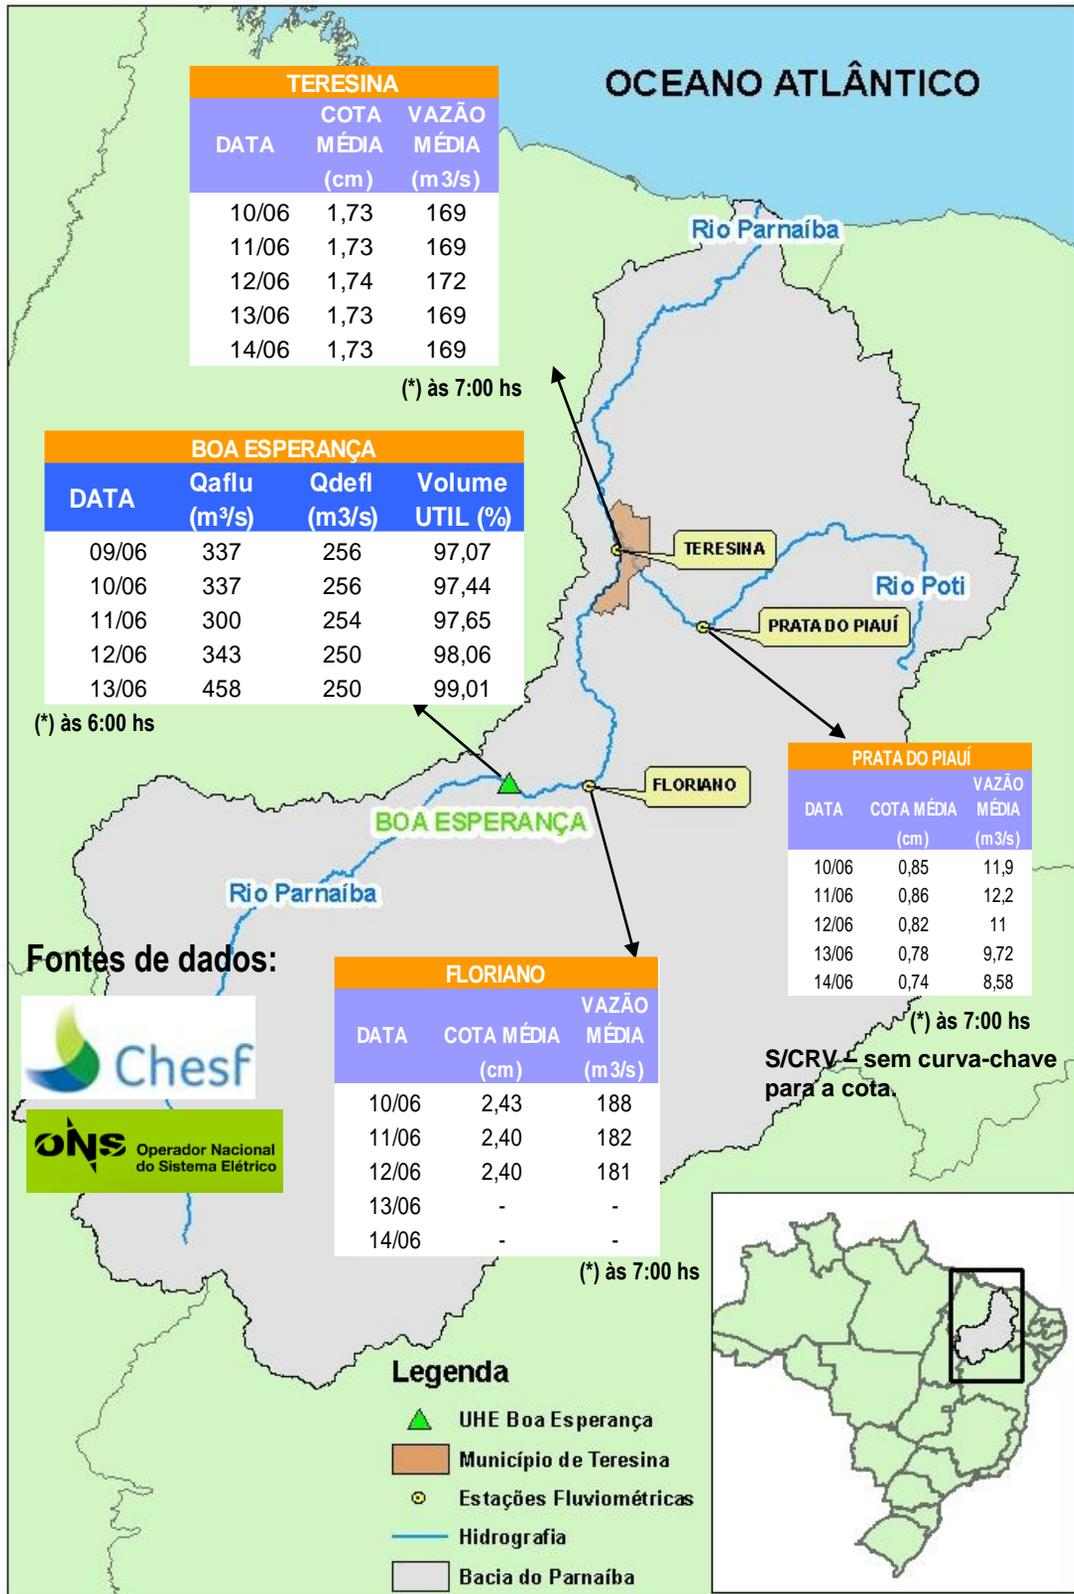 OCEANO ATLÂNTICO
TERESINA
DATA COTA MÉDIA (cm) VAZÃO MÉDIA (m3/s)
10/06 1,73 169
11/06 1,73 169
12/06 1,74 172
13/06 1,73 169
14/06 1,73 169
(*) às 7:00 hs
Rio Parnaíba
BOA ESPERANÇA
DATA Qaflu (m³/s) Qdefl (m3/s) Volume UTIL (%)
09/06 337 256 97,07
10/06 337 256 97,44
11/06 300 254 97,65
12/06 343 250 98,06
13/06 458 250 99,01
(*) às 6:00 hs
TERESINA
Rio Poti
PRATA DO PIAUÍ
FLORIANO
BOA ESPERANÇA
Rio Parnaíba
PRATA DO PIAUÍ
DATA COTA MÉDIA (cm) VAZÃO MÉDIA (m3/s)
10/06 0,85 11,9
11/06 0,86 12,2
12/06 0,82 11
13/06 0,78 9,72
14/06 0,74 8,58
(*) às 7:00 hs
S/CRV – sem curva-chave
para a cota.
Fontes de dados:
Chesf
ONS Operador Nacional
do Sistema Elétrico
FLORIANO
DATA COTA MÉDIA (cm) VAZÃO MÉDIA (m3/s)
10/06 2,43 188
11/06 2,40 182
12/06 2,40 181
13/06 - -
14/06 - -
(*) às 7:00 hs
Legenda
UHE Boa Esperança
Município de Teresina
Estações Fluviométricas
Hidrografia
Bacia do Parnaíba